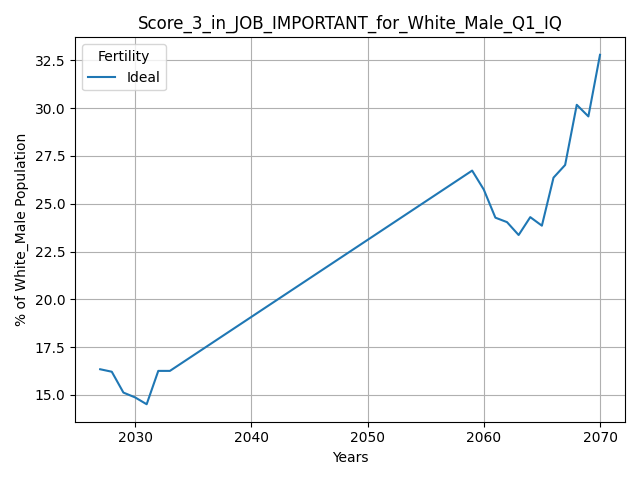 Score_3_in_JOB_IMPORTANT_for_White_Male_Q1_IQ
Fertility
Ideal
% of White_Male Population
32.5
30.0
27.5
25.0
22.5
20.0
17.5
15.0
2030 2040 2050 2060 2070
Years